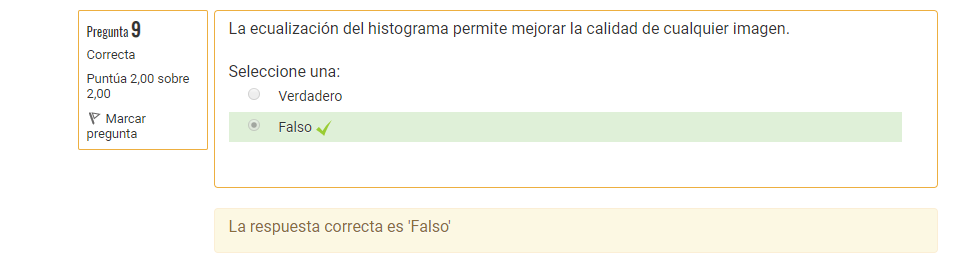 Pregunta 9
Correcta
Puntúa 2,00 sobre
2,00
Marcar
pregunta
La ecualización del histograma permite mejorar la calidad de cualquier imagen.
Seleccione una:
Verdadero
Falso
La respuesta correcta es 'Falso'